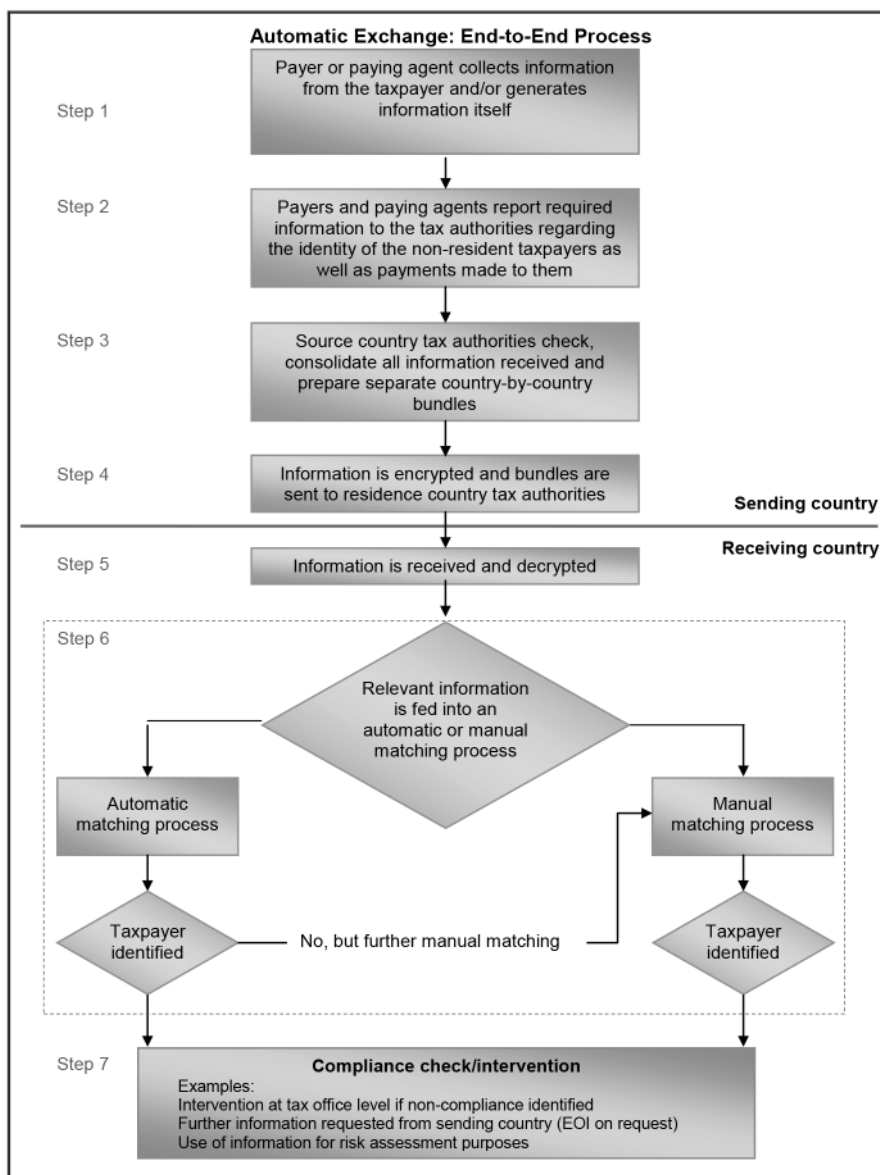 Automatic Exchange: End-to-End Process
Step 1
Payer or paying agent collects information
from the taxpayer and/or generates
information itself
Step 2
Payers and paying agents report required
information to the tax authorities regarding
the identity of the non-resident taxpayers as
well as payments made to them
Step 3
Source country tax authorities check,
consolidate all information received and
prepare separate country-by-country
bundles
Step 4
Information is encrypted and bundles are
sent to residence country tax authorities
Sending country
Receiving country
Step 5
Information is received and decrypted
Step 6
Relevant information
is fed into an
automatic or manual
matching process
Automatic
matching process
Manual
matching process
Taxpayer
identified
No, but further manual matching
Taxpayer
identified
Step 7
Compliance check/intervention
Examples:
Intervention at tax office level if non-compliance identified
Further information requested from sending country (EOI on request)
Use of information for risk assessment purposes